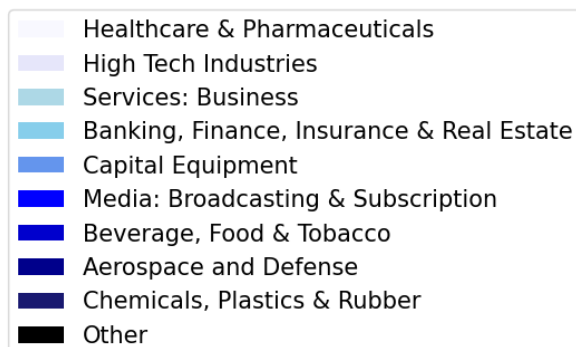 Healthcare & Pharmaceuticals
High Tech Industries
Services: Business
Banking, Finance, Insurance & Real Estate
Capital Equipment
Media: Broadcasting & Subscription
Beverage, Food & Tobacco
Aerospace and Defense
Chemicals, Plastics & Rubber
Other